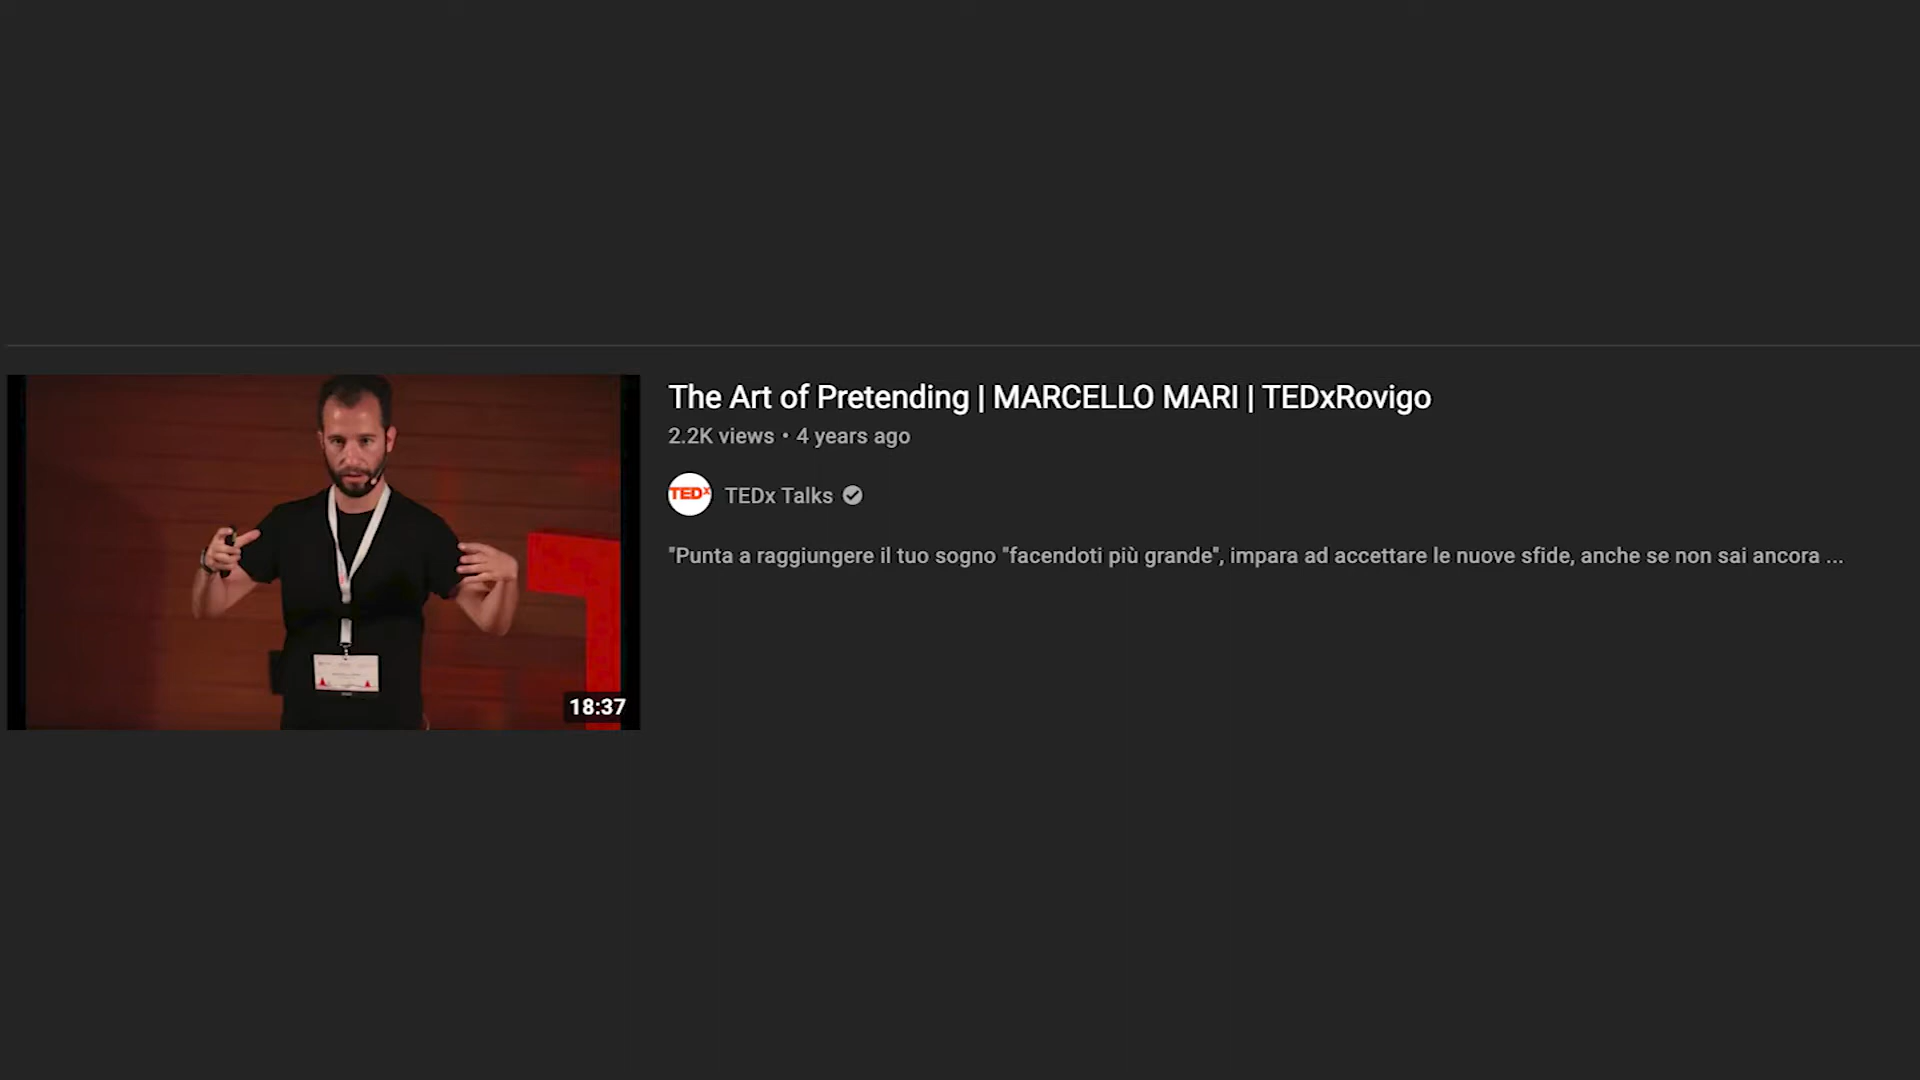 The Art of Pretending | MARCELLO MARI | TEDxRovigo
2.2K views • 4 years ago
TEDx
TEDx Talks
"Punta a raggiungere il tuo sogno "facendoti più grande", impara ad accettare le nuove sfide, anche se non sai ancora ...
18:37